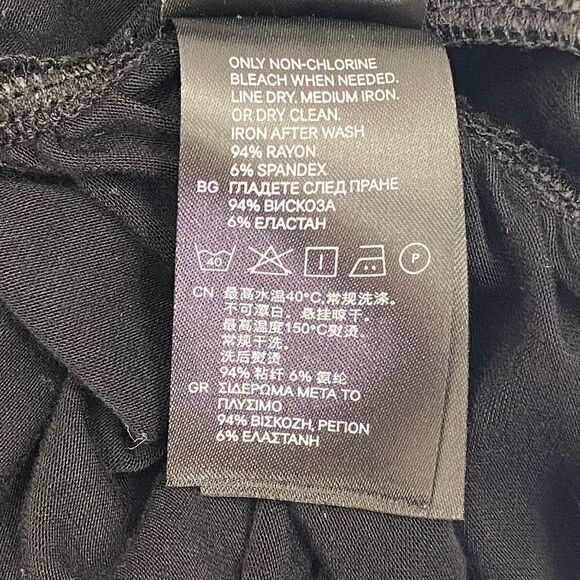 ONLY NON-CHLORINE
BLEACH WHEN NEEDED.
LINE DRY. MEDIUM IRON.
OR DRY CLEAN.
IRON AFTER WASH
94% RAYON
6% SPANDEX
BG ГЛАДЕТЕ СЛЕД ПРАНЕ
94% ВИСКОЗА
6% ЕЛАСТАН
40 P
CN 最高水温40°C,常规洗涤。
不可漂白。悬挂晾干。
最高温度150°C熨烫。
常规干洗。
洗后熨烫
94% 粘纤 6% 氨纶
GR ΣΙΔΕΡΩΜΑ ΜΕΤΑ ΤΟ
ΠΛΥΣΙΜΟ
94% ΒΙΣΚΟΖΗ, ΡΕΓΙΟΝ
6% ΕΛΑΣΤΑΝΗ